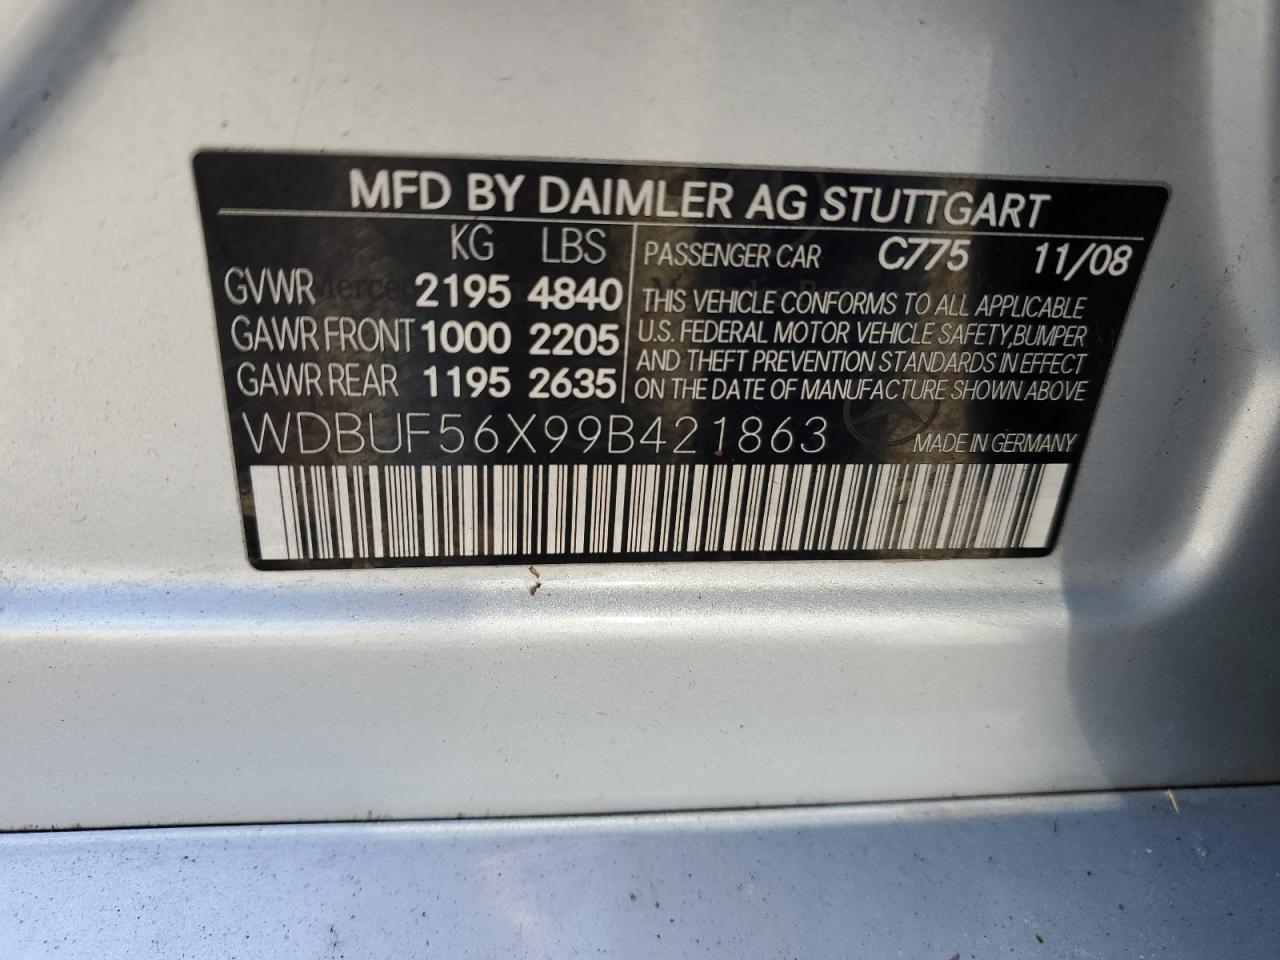 MFD BY DAIMLER AG STUTTGART
KG LBS
GVWR 2195 4840
GAWR FRONT 1000 2205
GAWR REAR 1195 2635
PASSENGER CAR C775 11/08
THIS VEHICLE CONFORMS TO ALL APPLICABLE
U.S. FEDERAL MOTOR VEHICLE SAFETY,BUMPER
AND THEFT PREVENTION STANDARDS IN EFFECT
ON THE DATE OF MANUFACTURE SHOWN ABOVE
WDBUF56X99B421863
MADE IN GERMANY